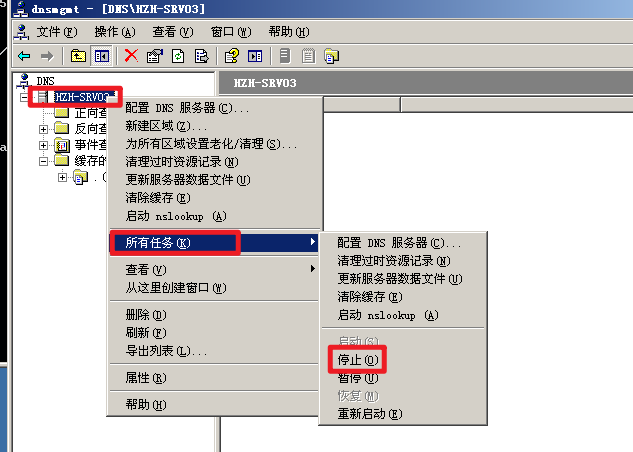 dnsmgmt - [DNS\HZH-SRV03]
文件(F) 操作(A) 查看(V) 窗口(W) 帮助(H)
DNS
HZH-SRV03
正向查
反向查
事件查
缓存的
. (
HZH-SRV03
配置 DNS 服务器(C)...
新建区域(Z)...
为所有区域设置老化/清理(S)...
清理过时资源记录(N)
更新服务器数据文件(U)
清除缓存(E)
启动 nslookup (A)
所有任务(K)
查看(V)
从这里创建窗口(W)
删除(D)
刷新(F)
导出列表(L)...
属性(R)
帮助(H)
配置 DNS 服务器(C)...
清理过时资源记录(N)
更新服务器数据文件(U)
清除缓存(E)
启动 nslookup (A)
启动(S)
停止(O)
暂停(U)
恢复(M)
重新启动(E)